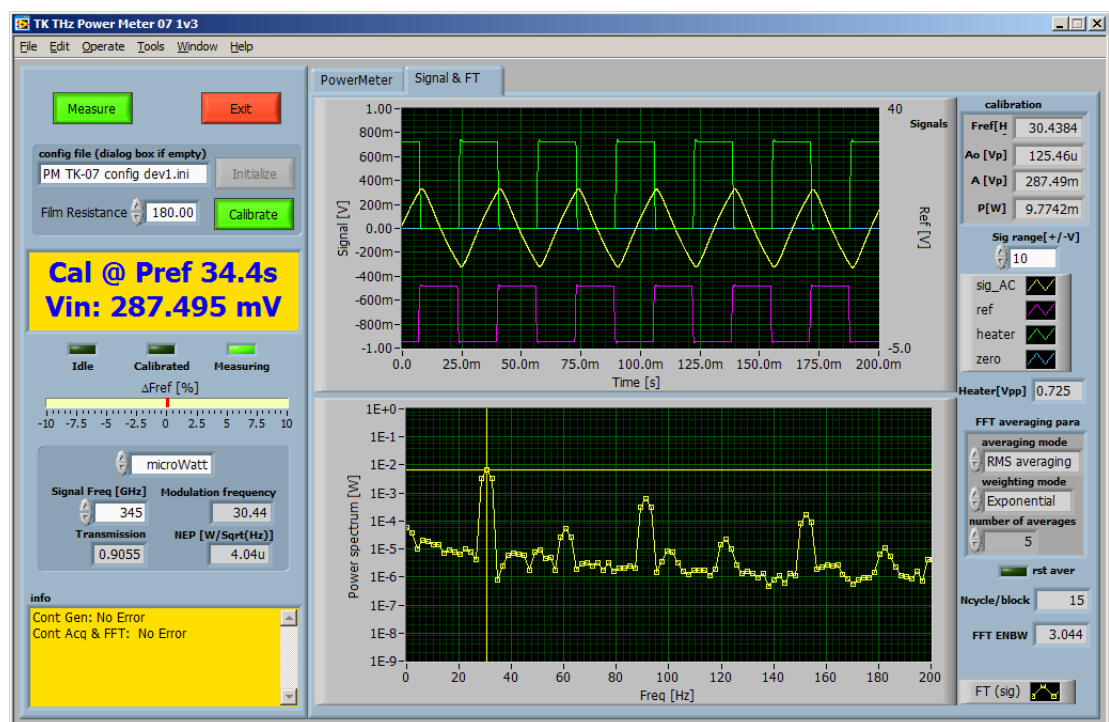 TK THz Power Meter 07 1v3
File Edit Operate Tools Window Help
Measure
Exit
config file (dialog box if empty)
PM TK-07 config dev1.ini
Initialize
Film Resistance
180.00
Calibrate
Cal @ Pref 34.4s
Vin: 287.495 mV
Idle Calibrated Measuring
ΔFref [%]
-10 -7.5 -5 -2.5 0 2.5 5 7.5 10
microWatt
Signal Freq [GHz] Modulation frequency
345 30.44
Transmission NEP [W/Sqrt(Hz)]
0.9055 4.04u
info
Cont Gen: No Error
Cont Acq & FFT: No Error
PowerMeter Signal & FT
Signal [V]
1.00
800m
600m
400m
200m
0.00
-200m
-400m
-600m
-800m
-1.00
0.0 25.0m 50.0m 75.0m 100.0m 125.0m 150.0m 175.0m 200.0m
Time [s]
40
Ref [V]
-5.0
Signals
Power spectrum [W]
1E+0
1E-1
1E-2
1E-3
1E-4
1E-5
1E-6
1E-7
1E-8
1E-9
0 20 40 60 80 100 120 140 160 180 200
Freq [Hz]
calibration
Fref[H 30.4384
Ao [Vp] 125.46u
A [Vp] 287.49m
P[W] 9.7742m
Sig range[+/-V]
10
sig_AC
ref
heater
zero
Heater[Vpp] 0.725
FFT averaging para
averaging mode
RMS averaging
weighting mode
Exponential
number of averages
5
rst aver
Ncycle/block 15
FFT ENBW 3.044
FT (sig)